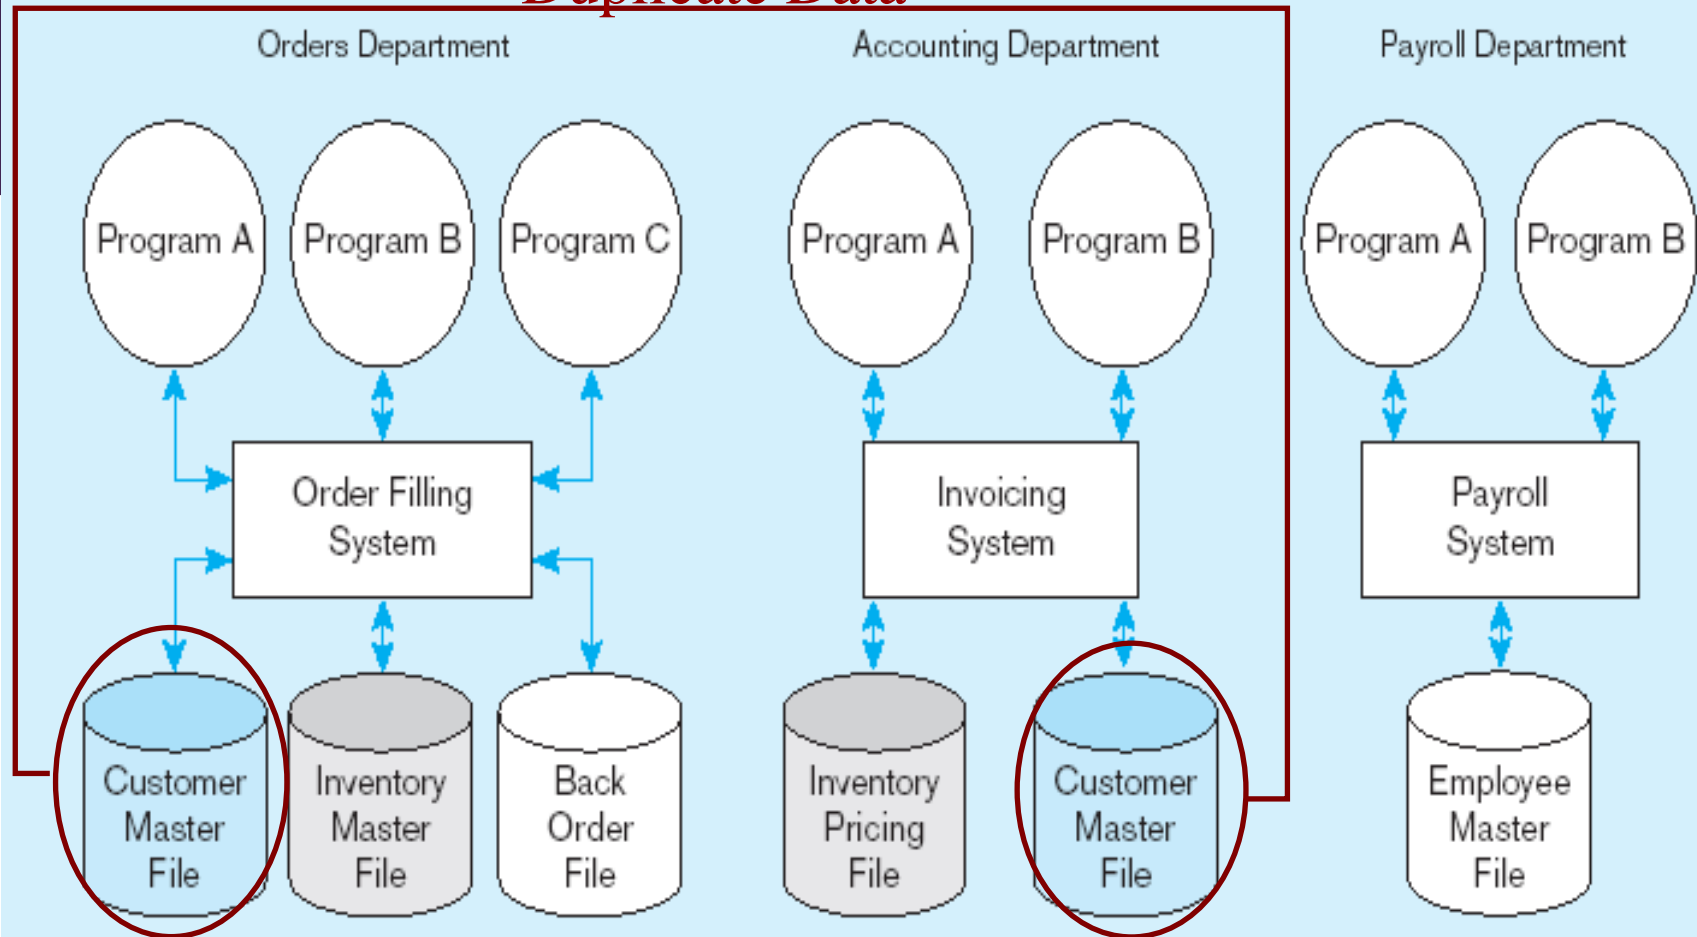 Duplicate Data
Orders Department
Accounting Department
Payroll Department
Program A
Program B
Program C
Program A
Program B
Program A
Program B
Order Filling
System
Invoicing
System
Payroll
System
Customer
Master
File
Inventory
Master
File
Back
Order
File
Inventory
Pricing
File
Customer
Master
File
Employee
Master
File